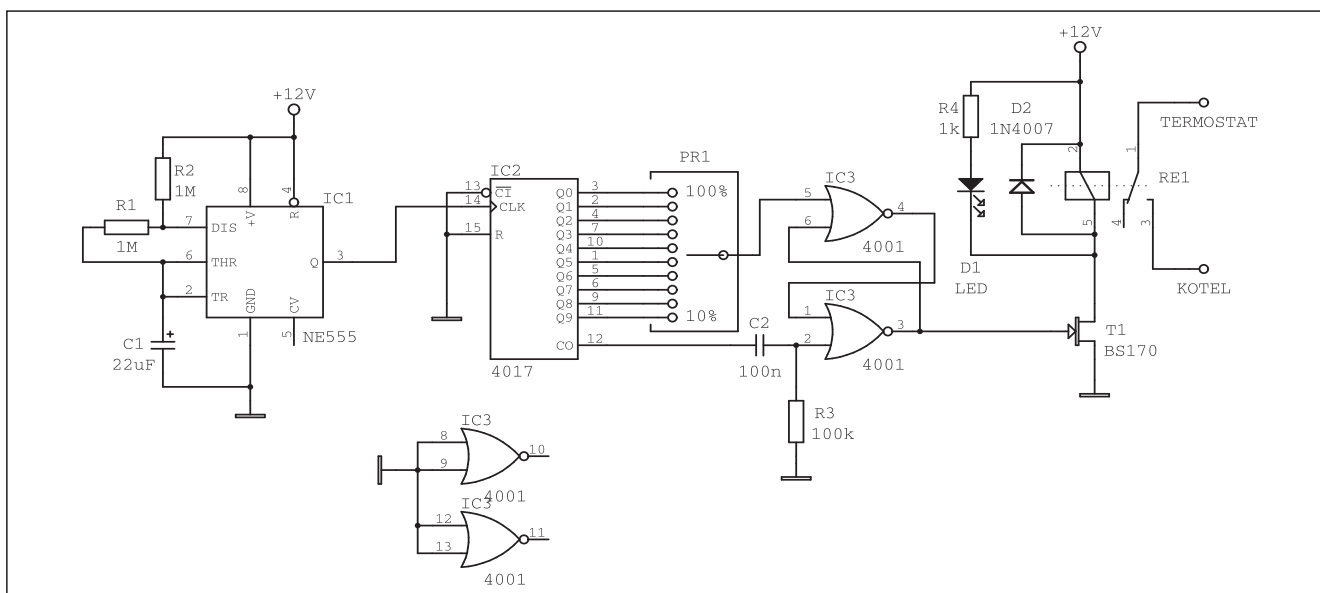 +12V
R2
1M
R1
1M
IC1
8
4
+V
R
7
DIS
6
THR
2
TR
Q
3
GND
CV
1
5
NE555
C1
+
22uF
IC2
13
CI
14
CLK
15
R
Q0
3
Q1
2
Q2
4
Q3
7
Q4
10
Q5
1
Q6
5
Q7
6
Q8
9
Q9
11
CO
12
4017
PR1
100%
10%
C2
100n
R3
100k
IC3
5
6
4
4001
IC3
1
2
3
4001
IC3
8
9
10
4001
IC3
12
13
11
4001
+12V
R4
1k
D2
1N4007
2
5
1
4
3
RE1
TERMOSTAT
KOTEL
D1
LED
T1
BS170